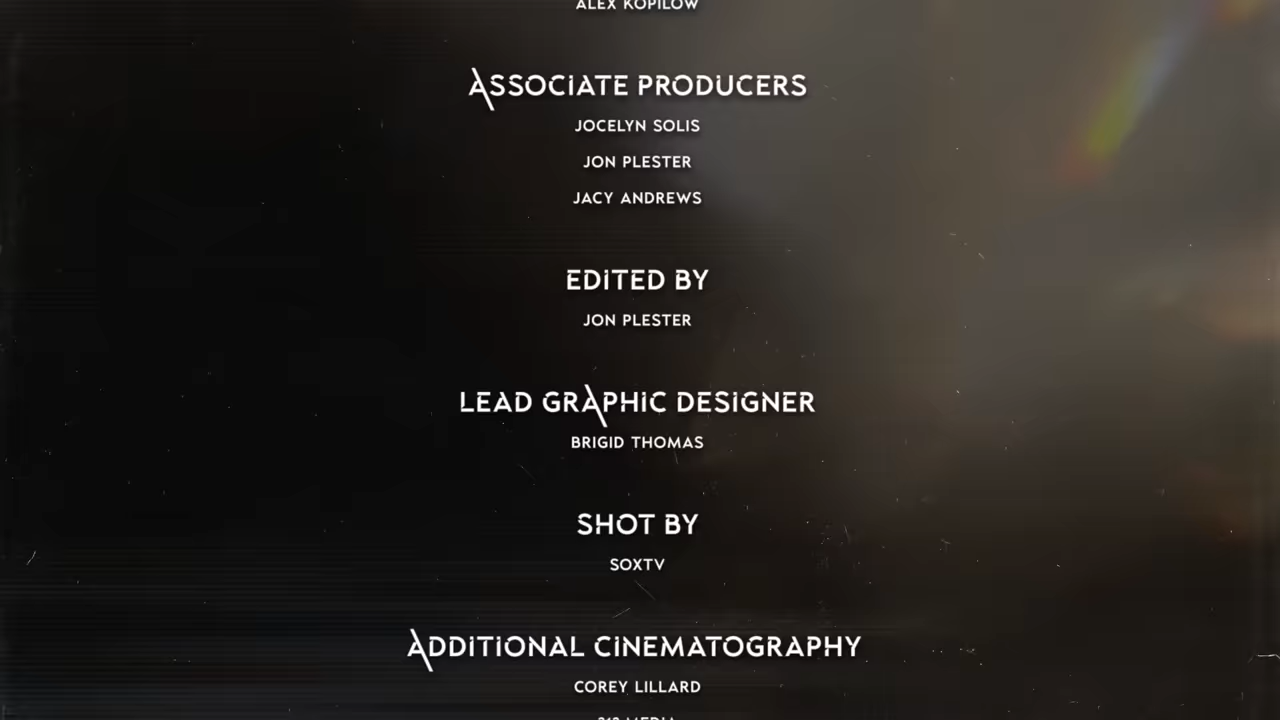 ALEX KOPILOW
ASSOCIATE PRODUCERS
JOCELYN SOLIS
JON PLESTER
JACY ANDREWS
EDITED BY
JON PLESTER
LEAD GRAPHIC DESIGNER
BRIGID THOMAS
SHOT BY
SOXTV
ADDITIONAL CINEMATOGRAPHY
COREY LILLARD